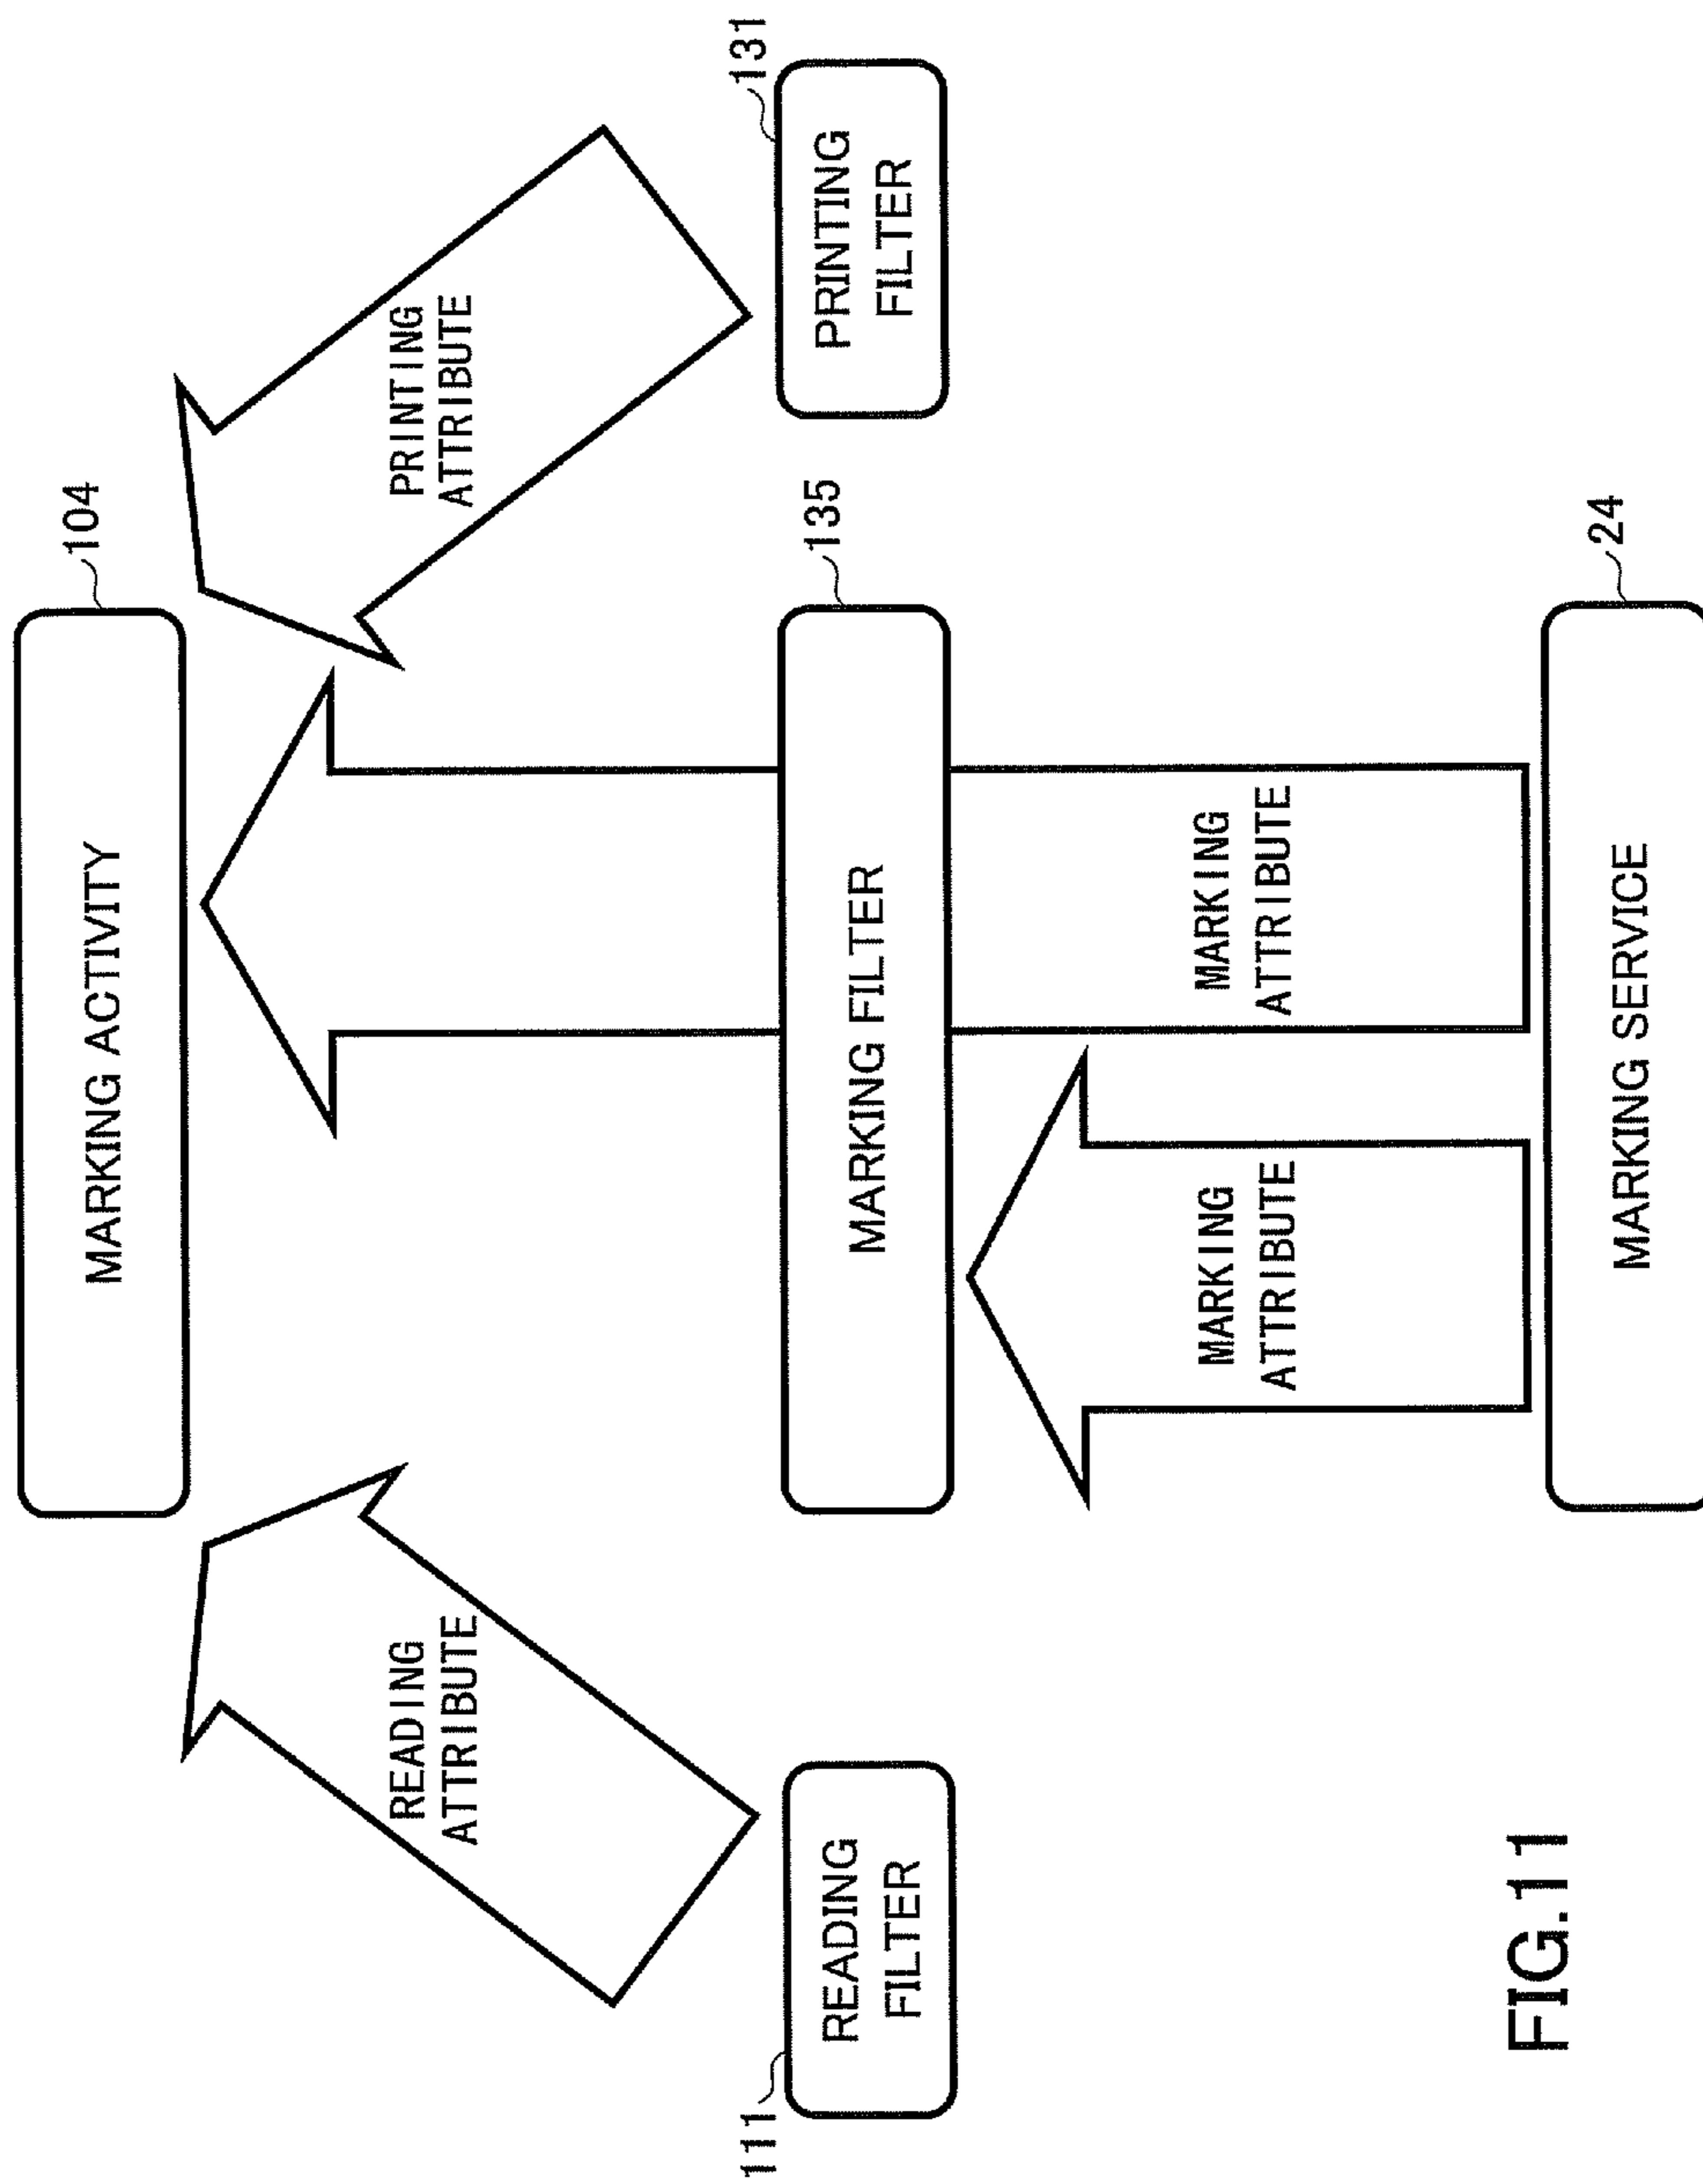 104
MARKING ACTIVITY
READING
ATTRIBUTE
PRINTING
ATTRIBUTE
111
READING
FILTER
135
MARKING FILTER
131
PRINTING
FILTER
MARKING
ATTRIBUTE
MARKING
ATTRIBUTE
24
MARKING SERVICE
FIG.11